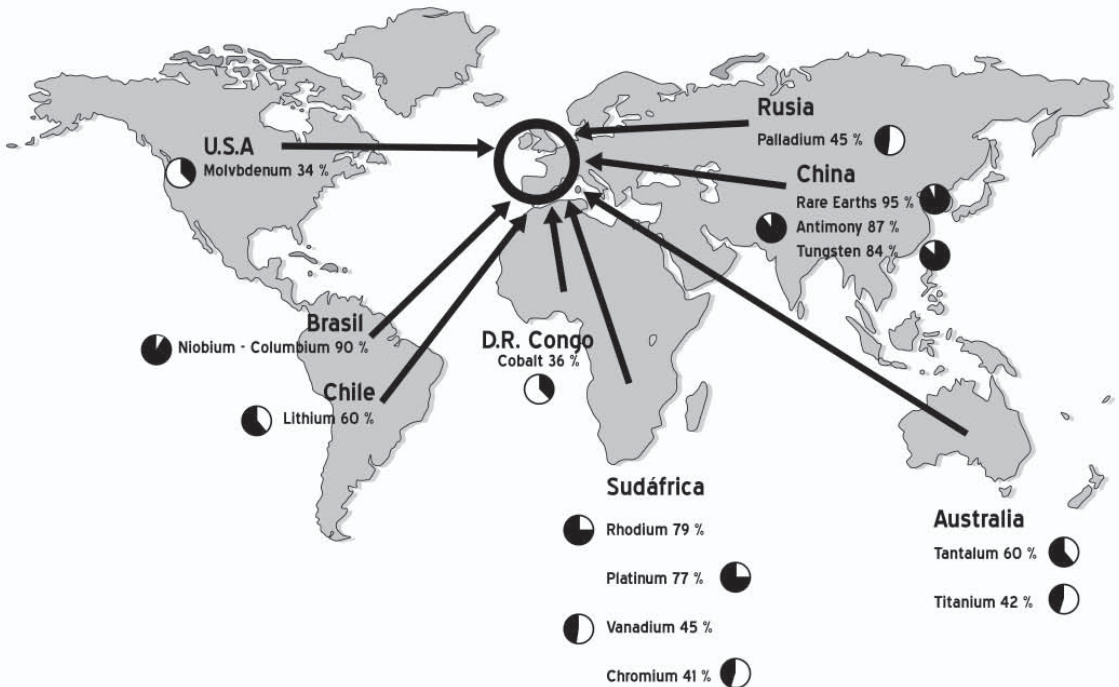 U.S.A
Molvbdenum 34 %
Rusia
Palladium 45 %
China
Rare Earths 95 %
Antimony 87 %
Tungsten 84 %
Brasil
Niobium - Columbium 90 %
Chile
Lithium 60 %
D.R. Congo
Cobalt 36 %
Sudáfrica
Rhodium 79 %
Platinum 77 %
Vanadium 45 %
Chromium 41 %
Australia
Tantalum 60 %
Titanium 42 %